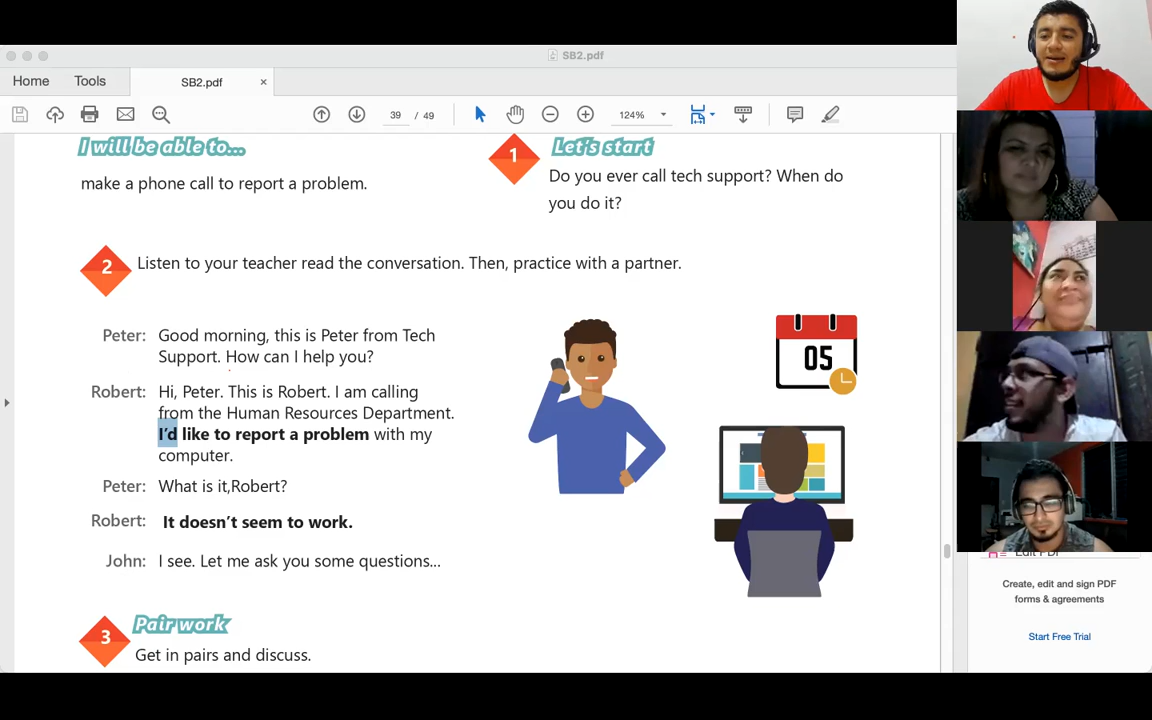 SB2.pdf
Home
Tools
SB2.pdf
×
39 / 49
124%
I will be able to...
make a phone call to report a problem.
1
Let's start
Do you ever call tech support? When do
you do it?
2
Listen to your teacher read the conversation. Then, practice with a partner.
Peter: Good morning, this is Peter from Tech
Support. How can I help you?
Robert: Hi, Peter. This is Robert. I am calling
from the Human Resources Department.
I'd like to report a problem with my
computer.
Peter: What is it,Robert?
Robert: It doesn't seem to work.
John: I see. Let me ask you some questions...
05
3
Pair work
Get in pairs and discuss.
Edit PDF
Create, edit and sign PDF
forms & agreements
Start Free Trial